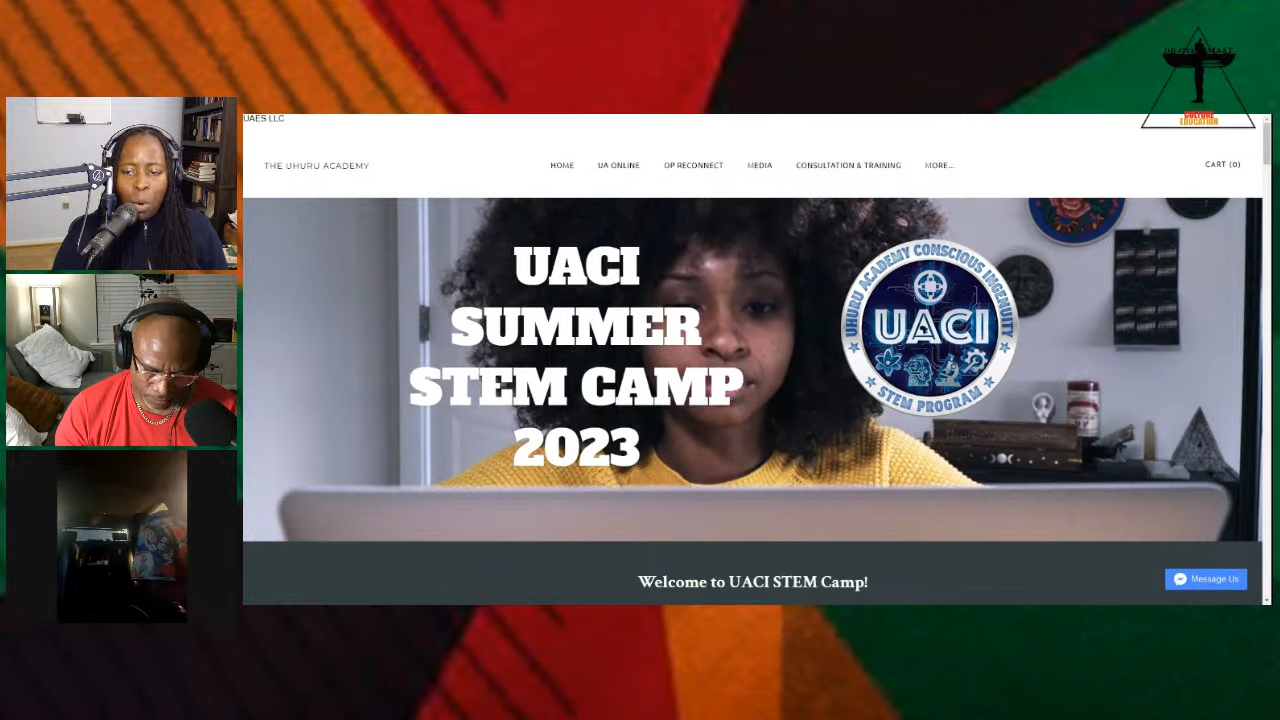 UAES LLC
THE UHURU ACADEMY
HOME
UA ONLINE
OP RECONNECT
MEDIA
CONSULTATION & TRAINING
MORE...
CART (0)
UACI
SUMMER
STEM CAMP
2023
UHURU ACADEMY CONSCIOUS INGENUITY
UACI
STEM PROGRAM
Welcome to UACI STEM Camp!
Message Us
CULTURE
EDUCATION